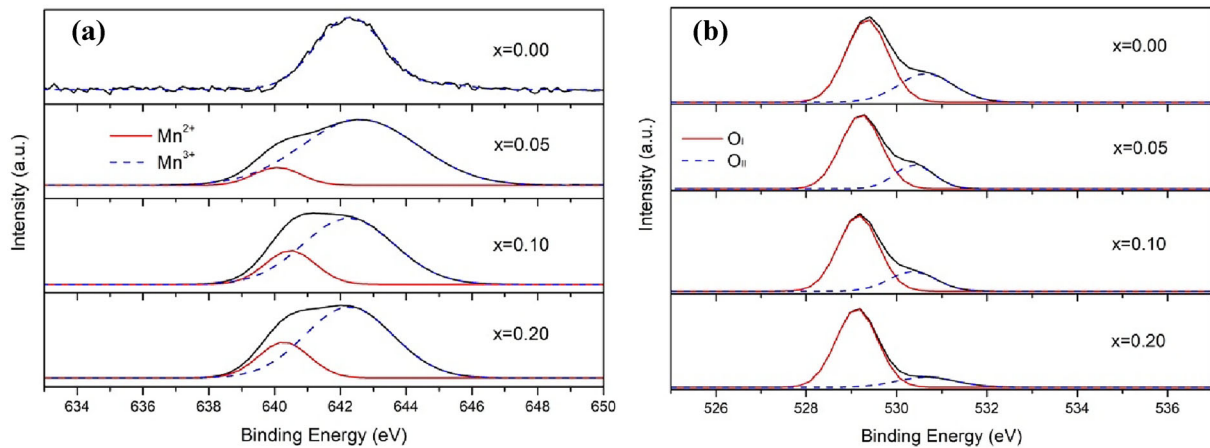 (a)
x=0.00
Mn2+
Mn3+
x=0.05
x=0.10
x=0.20
Intensity (a.u.)
634 636 638 640 642 644 646 648 650
Binding Energy (eV)
(b)
x=0.00
OI
OII
x=0.05
x=0.10
x=0.20
Intensity (a.u.)
526 528 530 532 534 536
Binding Energy (eV)